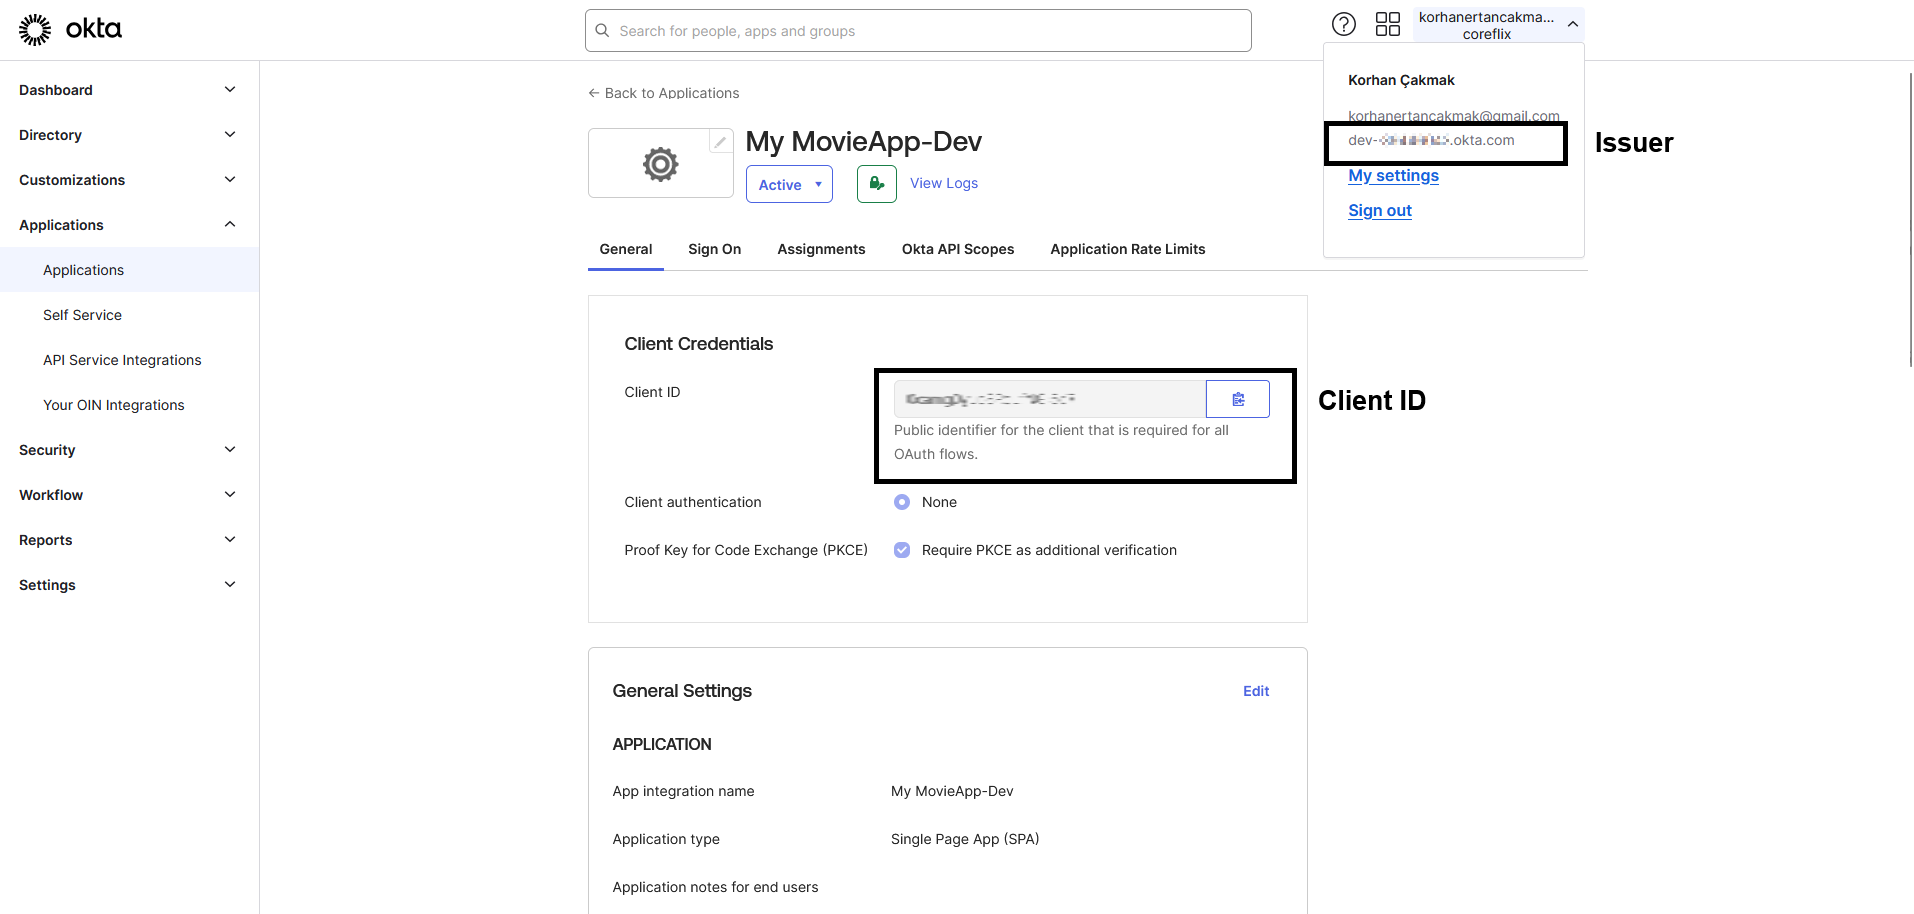 okta
Search for people, apps and groups
korhanertancakma...
coreflix
Dashboard
Directory
Customizations
Applications
Applications
Self Service
API Service Integrations
Your OIN Integrations
Security
Workflow
Reports
Settings
Korhan Çakmak
korhanertancakmak@gmail.com
dev- .okta.com
My settings
Sign out
Issuer
← Back to Applications
My MovieApp-Dev
Active
View Logs
General
Sign On
Assignments
Okta API Scopes
Application Rate Limits
Client Credentials
Client ID
Public identifier for the client that is required for all
OAuth flows.
Client ID
Client authentication
None
Proof Key for Code Exchange (PKCE)
Require PKCE as additional verification
General Settings
Edit
APPLICATION
App integration name
My MovieApp-Dev
Application type
Single Page App (SPA)
Application notes for end users